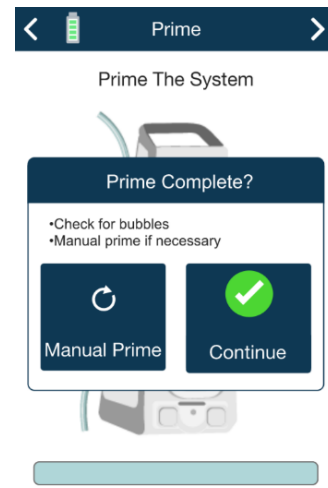 Prime
Prime The System
Prime Complete?
•Check for bubbles
•Manual prime if necessary
Manual Prime
Continue